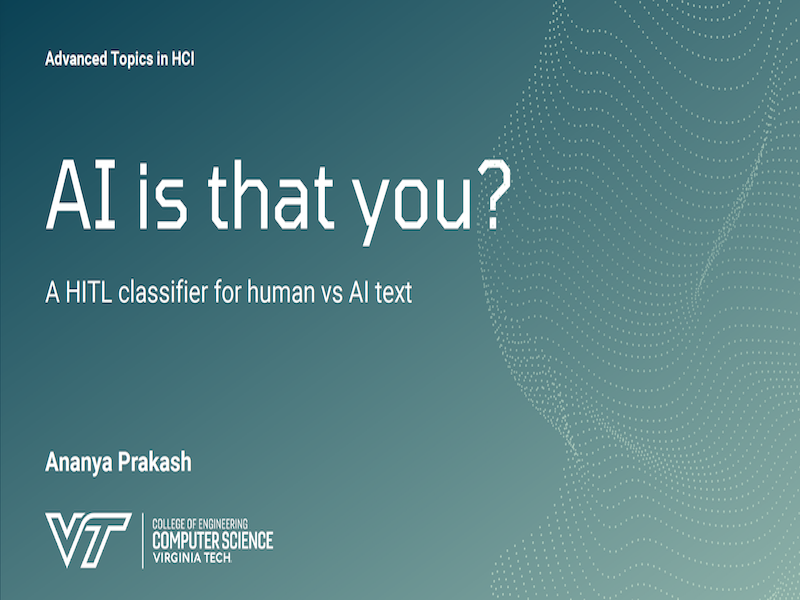 Advanced Topics in HCI
AI is that you?
A HITL classifier for human vs AI text
Ananya Prakash
VT
COLLEGE OF ENGINEERING
COMPUTER SCIENCE
VIRGINIA TECH.